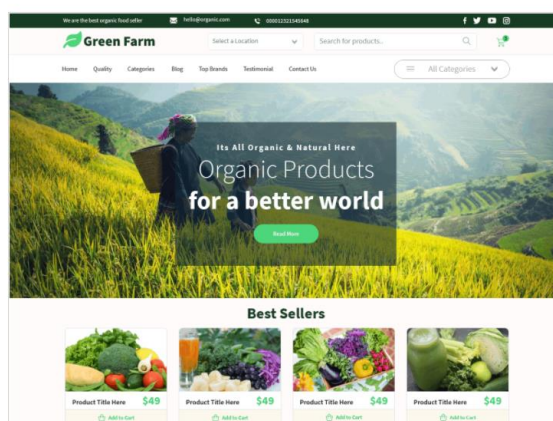 We are the best organic food seller
hello@organic.com
000012321345648
Green Farm
Select a Location
Search for products..
Home
Quality
Categories
Blog
Top Brands
Testimonial
Contact Us
All Categories
Its All Organic & Natural Here
Organic Products
for a better world
Read More
Best Sellers
Product Title Here $49
Product Title Here $49
Product Title Here $49
Product Title Here $49
Add to Cart
Add to Cart
Add to Cart
Add to Cart